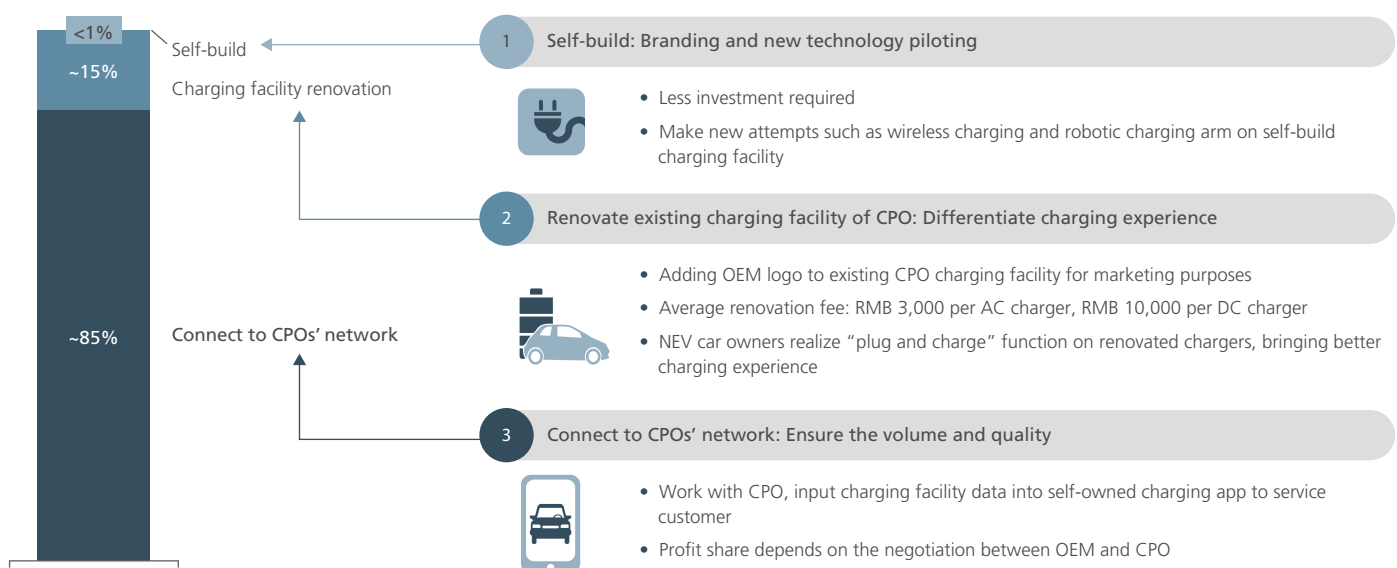 <1%
~15%
~85%
Self-build
Charging facility renovation
Connect to CPOs’ network
1
Self-build: Branding and new technology piloting
• Less investment required
• Make new attempts such as wireless charging and robotic charging arm on self-build
charging facility
2
Renovate existing charging facility of CPO: Differentiate charging experience
• Adding OEM logo to existing CPO charging facility for marketing purposes
• Average renovation fee: RMB 3,000 per AC charger, RMB 10,000 per DC charger
• NEV car owners realize “plug and charge” function on renovated chargers, bringing better
charging experience
3
Connect to CPOs’ network: Ensure the volume and quality
• Work with CPO, input charging facility data into self-owned charging app to service
customer
• Profit share depends on the negotiation between OEM and CPO